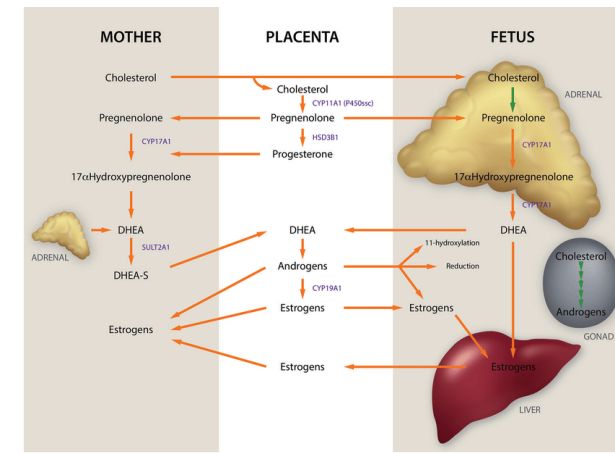 MOTHER
PLACENTA
FETUS
Cholesterol
Cholesterol
Cholesterol
ADRENAL
CYP11A1 (P450ssc)
Pregnenolone
Pregnenolone
Pregnenolone
CYP17A1
HSD3B1
CYP17A1
Progesterone
17αHydroxypregnenolone
17αHydroxypregnenolone
CYP17A1
DHEA
DHEA
DHEA
ADRENAL
SULT2A1
11-hydroxylation
Cholesterol
DHEA-S
Androgens
Reduction
CYP19A1
Estrogens
Estrogens
Androgens
Estrogens
GONAD
Estrogens
Estrogens
LIVER